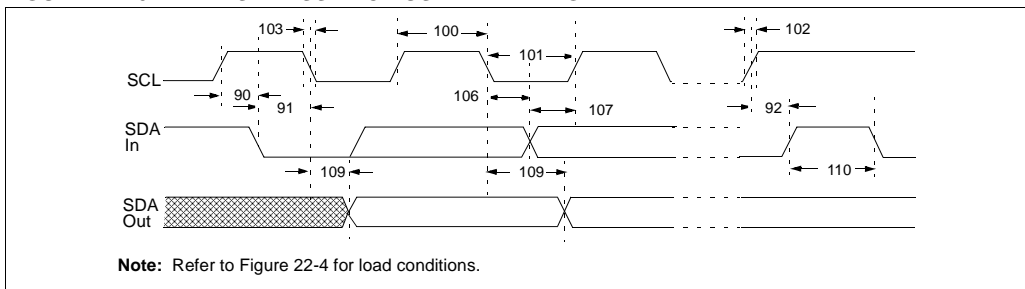 103
100
101
102
SCL
90
91
106
107
92
SDA
In
109
109
110
SDA
Out
Note: Refer to Figure 22-4 for load conditions.